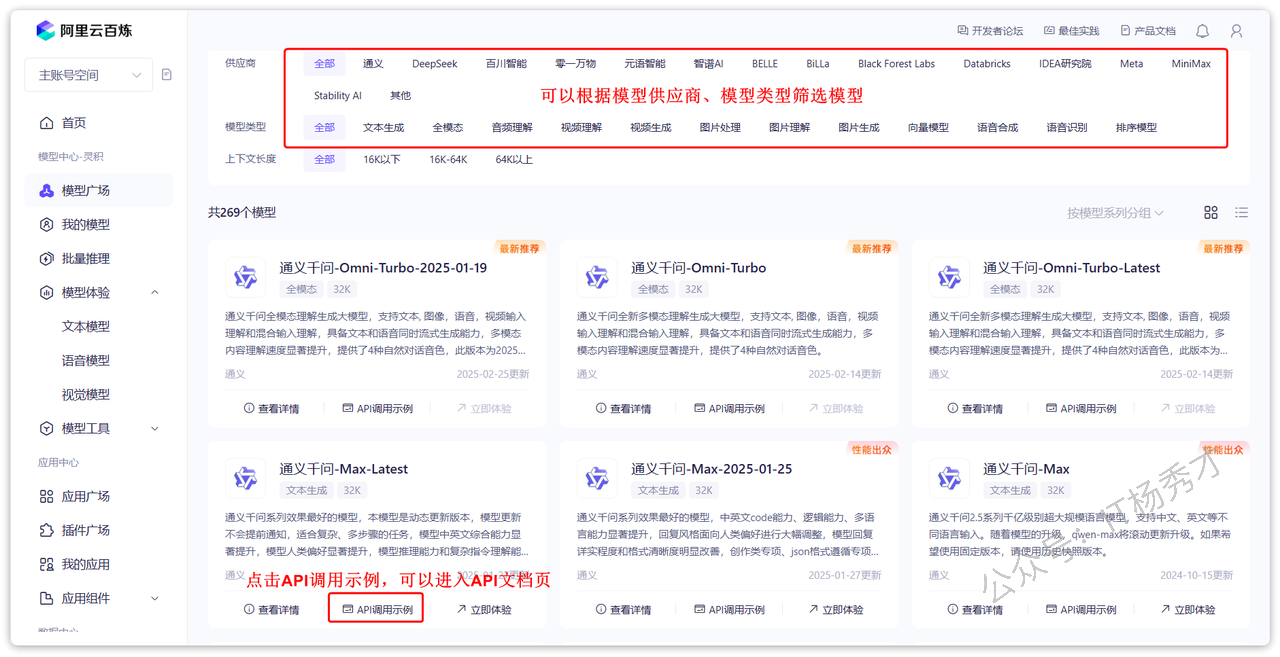 阿里云百炼
开发者论坛 最佳实践 产品文档
主账号空间
首页
模型中心-灵积
模型广场
我的模型
批量推理
模型体验
文本模型
语音模型
视觉模型
模型工具
应用中心
应用广场
插件广场
我的应用
应用组件
供应商 全部 通义 DeepSeek 百川智能 零一万物 元语智能 智谱AI BELLE BiLLa Black Forest Labs Databricks IDEA研究院 Meta MiniMax
Stability AI 其他
可以根据模型供应商、模型类型筛选模型
模型类型 全部 文本生成 全模态 音频理解 视频理解 视频生成 图片处理 图片理解 图片生成 向量模型 语音合成 语音识别 排序模型
上下文长度 全部 16K以下 16K-64K 64K以上
共269个模型 按模型系列分组
最新推荐
通义千问-Omni-Turbo-2025-01-19
全模态 32K
通义千问全模态理解生成大模型，支持文本, 图像，语音，视频输入
理解和混合输入理解，具备文本和语音同时流式生成能力，多模态
内容理解速度显著提升，提供了4种自然对话音色，此版本为2025...
通义 2025-02-25更新
查看详情 API调用示例 立即体验
最新推荐
通义千问-Omni-Turbo
全模态 32K
通义千问全新多模态理解生成大模型，支持文本, 图像，语音，视频
输入理解和混合输入理解，具备文本和语音同时流式生成能力，多
模态内容理解速度显著提升，提供了4种自然对话音色。
通义 2025-02-14更新
查看详情 API调用示例 立即体验
最新推荐
通义千问-Omni-Turbo-Latest
全模态 32K
通义千问全新多模态理解生成大模型，支持文本, 图像，语音，视频
输入理解和混合输入理解，具备文本和语音同时流式生成能力，多
模态内容理解速度显著提升，提供了4种自然对话音色，此版本为...
通义 2025-02-14更新
查看详情 API调用示例 立即体验
通义千问-Max-Latest
文本生成 32K
通义千问系列效果最好的模型，本模型是动态更新版本，模型更新
不会提前通知，适合复杂、多步骤的任务，模型中英文综合能力显
著提升，模型人类偏好显著提升，模型推理能力和复杂指令理解能...
通义
点击API调用示例，可以进入API文档页
查看详情 API调用示例 立即体验
性能出众
通义千问-Max-2025-01-25
文本生成 32K
通义千问系列效果最好的模型，中英文code能力、逻辑能力、多语
言能力显著提升，回复风格面向人类偏好进行大幅调整，模型回复
详实程度和格式清晰度明显改善，创作类专项、json格式遵循专项...
通义 2025-01-27更新
查看详情 API调用示例 立即体验
性能出众
通义千问-Max
文本生成 32K
通义千问2.5系列千亿级别超大规模语言模型，支持中文、英文等不
同语言输入。随着模型的升级，qwen-max将滚动更新升级。如果希
望使用固定版本，请使用历史快照版本。
通义 2024-10-15更新
查看详情 API调用示例 立即体验
公众号：IT杨秀才